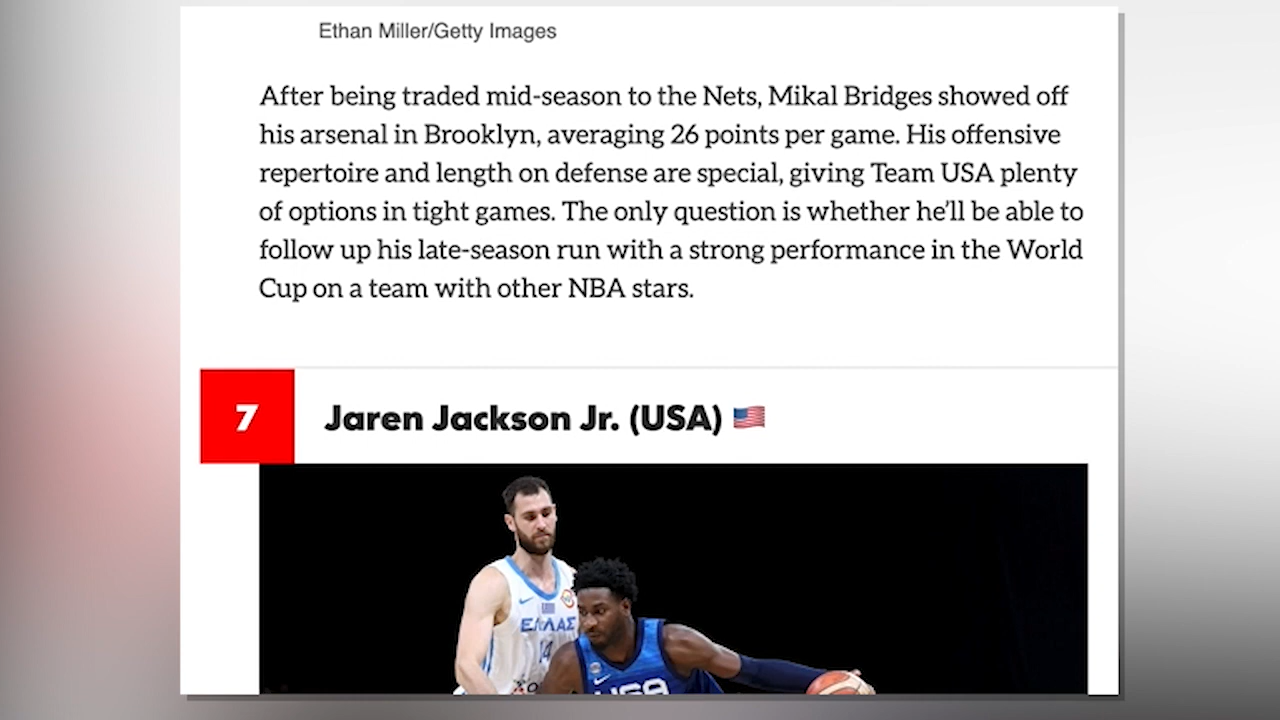 Ethan Miller/Getty Images
After being traded mid-season to the Nets, Mikal Bridges showed off
his arsenal in Brooklyn, averaging 26 points per game. His offensive
repertoire and length on defense are special, giving Team USA plenty
of options in tight games. The only question is whether he’ll be able to
follow up his late-season run with a strong performance in the World
Cup on a team with other NBA stars.
7
Jaren Jackson Jr. (USA) 🇺🇸
ΕΛΛΑΣ
14
USA